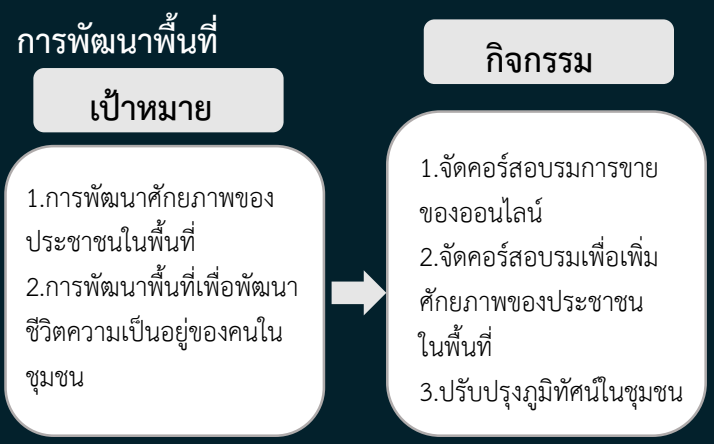 การพัฒนาพื้นที่
เป้าหมาย
1.การพัฒนาศักยภาพของ
ประชาชนในพื้นที่
2.การพัฒนาพื้นที่เพื่อพัฒนา
ชีวิตความเป็นอยู่ของคนใน
ชุมชน
กิจกรรม
1.จัดคอร์สอบรมการขาย
ของออนไลน์
2.จัดคอร์สอบรมเพื่อเพิ่ม
ศักยภาพของประชาชน
ในพื้นที่
3.ปรับปรุงภูมิทัศน์ในชุมชน